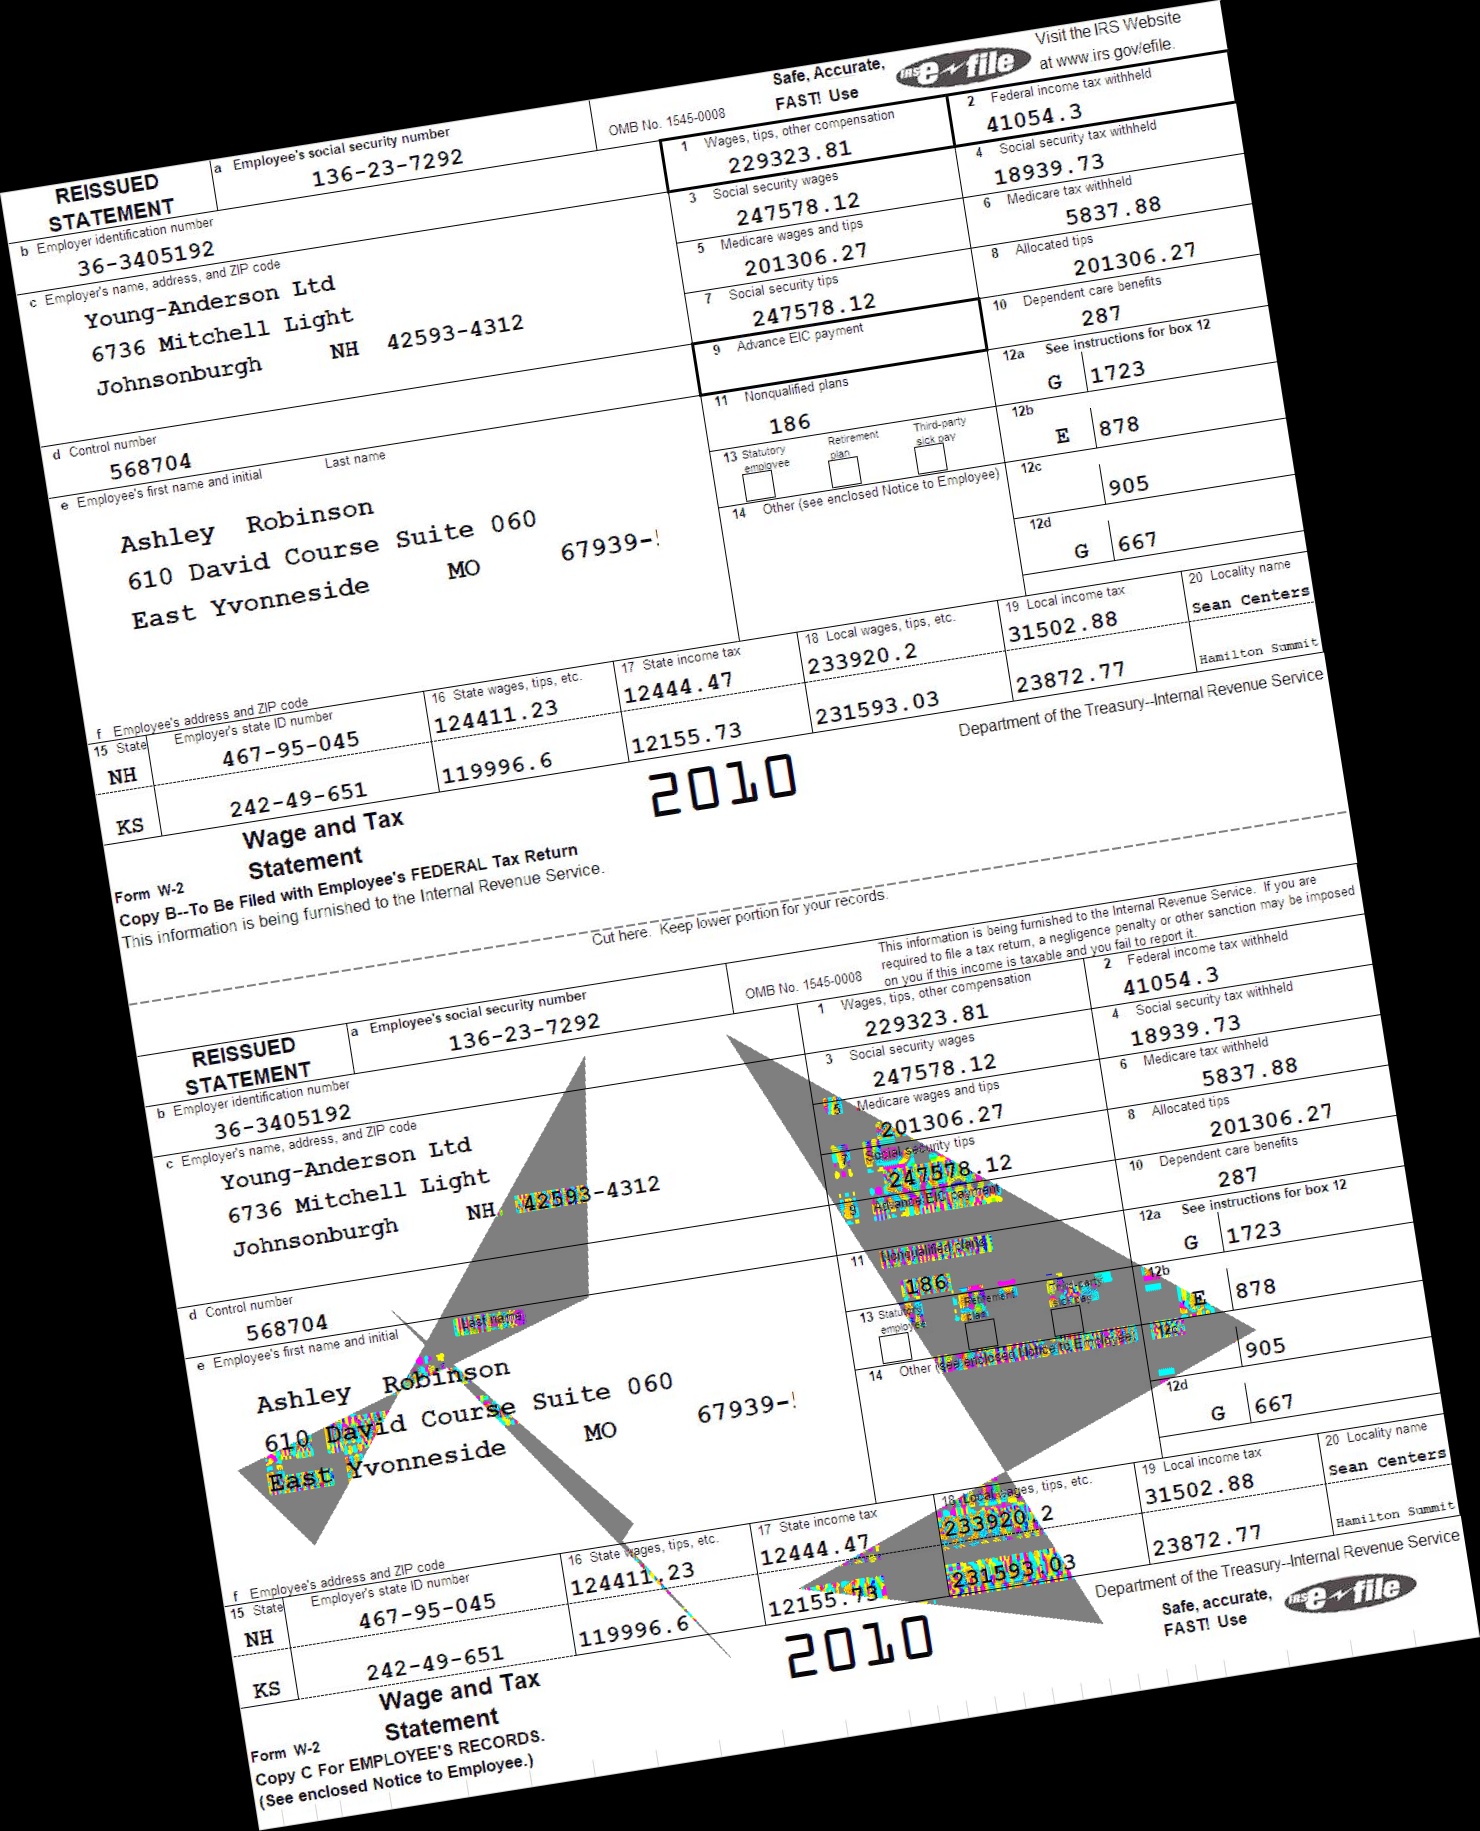 Safe, Accurate,
FAST! Use
IRS e-file
Visit the IRS Website
at www.irs.gov/efile.
REISSUED
STATEMENT
a Employee's social security number
136-23-7292
OMB No. 1545-0008
1 Wages, tips, other compensation
229323.81
2 Federal income tax withheld
41054.3
b Employer identification number
36-3405192
3 Social security wages
247578.12
4 Social security tax withheld
18939.73
c Employer's name, address, and ZIP code
Young-Anderson Ltd
6736 Mitchell Light
Johnsonburgh NH 42593-4312
5 Medicare wages and tips
201306.27
6 Medicare tax withheld
5837.88
7 Social security tips
247578.12
8 Allocated tips
201306.27
9 Advance EIC payment
10 Dependent care benefits
287
d Control number
568704
11 Nonqualified plans
186
12a See instructions for box 12
G 1723
12b
E 878
12c
905
12d
G 667
13 Statutory employee
Retirement plan
Third-party sick pay
14 Other (see enclosed Notice to Employee)
e Employee's first name and initial Last name
Ashley Robinson
610 David Course Suite 060
East Yvonneside MO 67939-
f Employee's address and ZIP code
15 State Employer's state ID number
16 State wages, tips, etc.
17 State income tax
18 Local wages, tips, etc.
19 Local income tax
20 Locality name
NH 467-95-045 124411.23 12444.47 233920.2 31502.88 Sean Centers
KS 242-49-651 119996.6 12155.73 231593.03 23872.77 Hamilton Summit
Form W-2
Wage and Tax
Statement
2010
Department of the Treasury--Internal Revenue Service
Copy B--To Be Filed with Employee's FEDERAL Tax Return
This information is being furnished to the Internal Revenue Service.
Cut here. Keep lower portion for your records.
This information is being furnished to the Internal Revenue Service. If you are
required to file a tax return, a negligence penalty or other sanction may be imposed
on you if this income is taxable and you fail to report it.
REISSUED
STATEMENT
a Employee's social security number
136-23-7292
OMB No. 1545-0008
1 Wages, tips, other compensation
229323.81
2 Federal income tax withheld
41054.3
b Employer identification number
36-3405192
3 Social security wages
247578.12
4 Social security tax withheld
18939.73
c Employer's name, address, and ZIP code
Young-Anderson Ltd
6736 Mitchell Light
Johnsonburgh NH 42593-4312
5 Medicare wages and tips
201306.27
6 Medicare tax withheld
5837.88
7 Social security tips
247578.12
8 Allocated tips
201306.27
9 Advance EIC payment
10 Dependent care benefits
287
d Control number
568704
11 Nonqualified plans
186
12a See instructions for box 12
G 1723
12b
E 878
12c
905
12d
G 667
13 Statutory employee
Retirement plan
Third-party sick pay
14 Other (see enclosed Notice to Employee)
e Employee's first name and initial Last name
Ashley Robinson
610 David Course Suite 060
East Yvonneside MO 67939-
f Employee's address and ZIP code
15 State Employer's state ID number
16 State wages, tips, etc.
17 State income tax
18 Local wages, tips, etc.
19 Local income tax
20 Locality name
NH 467-95-045 124411.23 12444.47 233920.2 31502.88 Sean Centers
KS 242-49-651 119996.6 12155.73 231593.03 23872.77 Hamilton Summit
Form W-2
Wage and Tax
Statement
2010
Department of the Treasury--Internal Revenue Service
Safe, accurate,
FAST! Use
IRS e-file
Copy C For EMPLOYEE'S RECORDS.
(See enclosed Notice to Employee.)